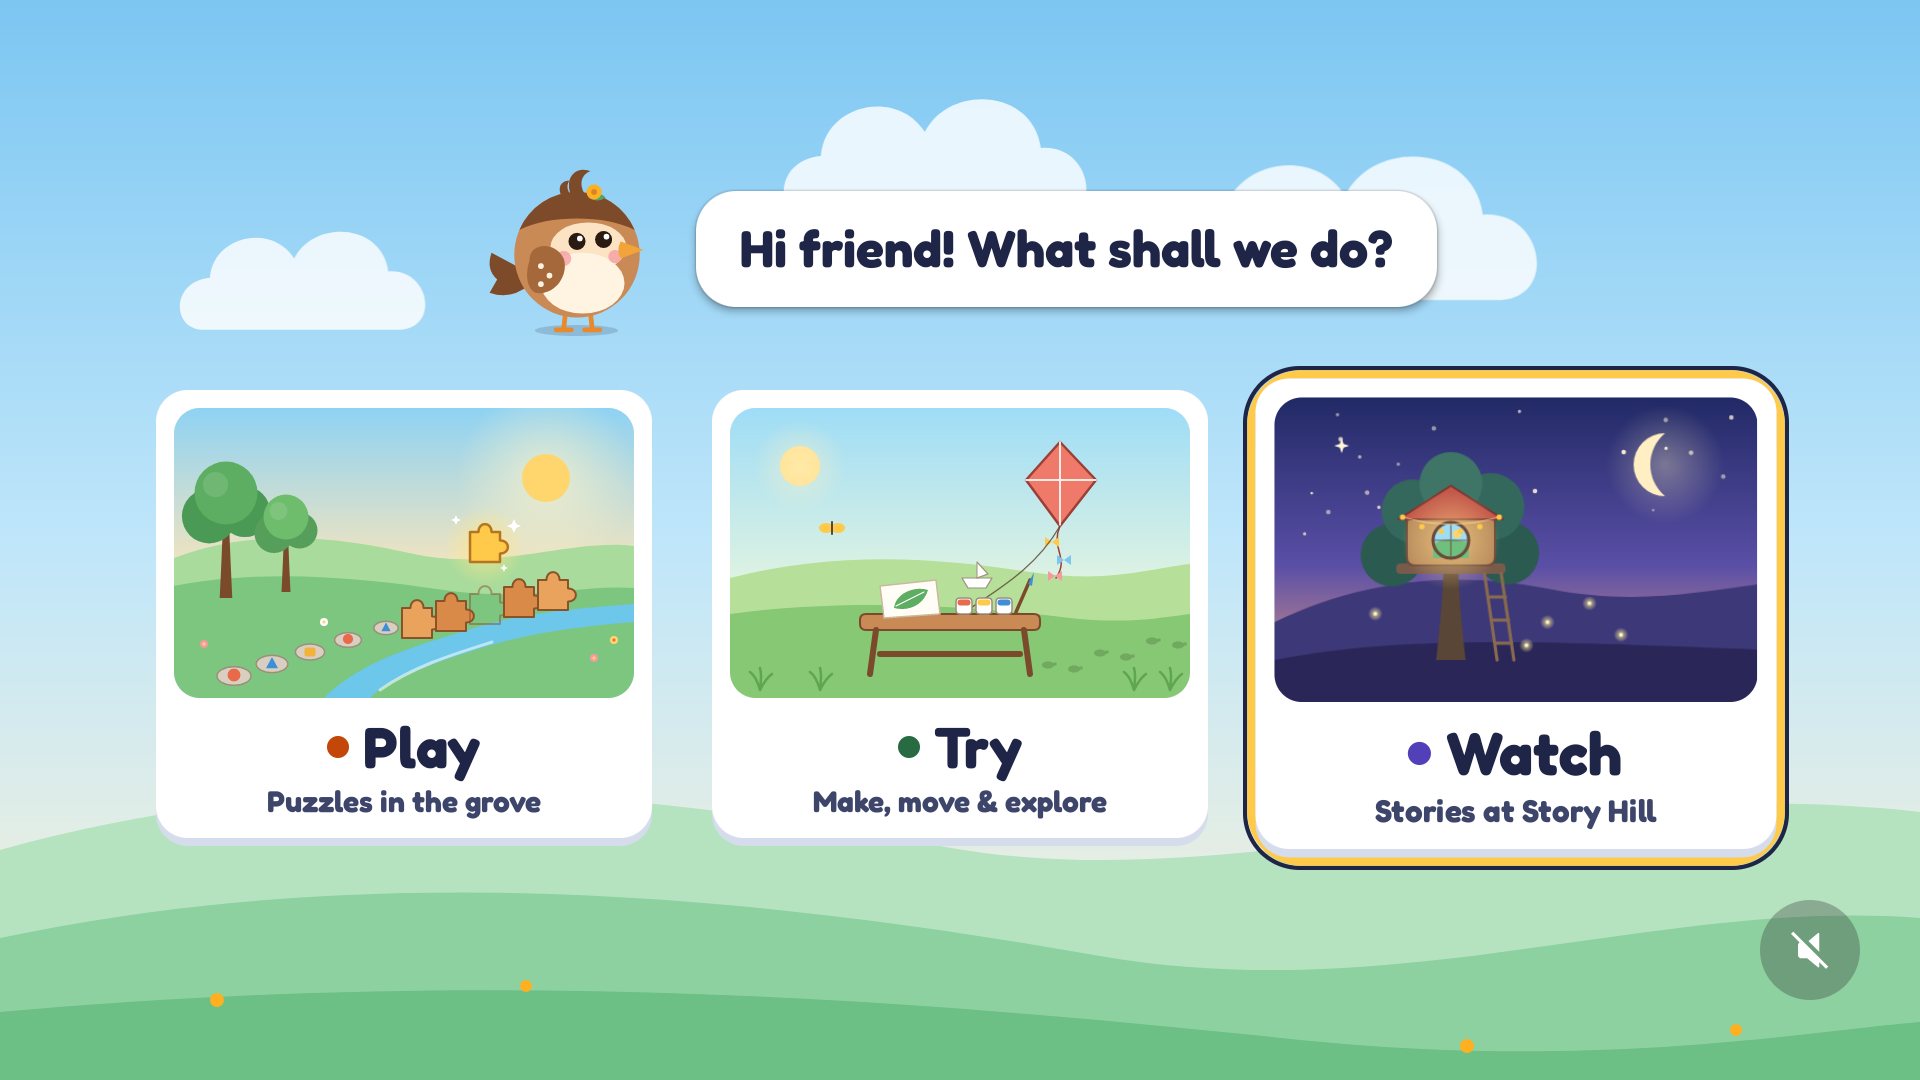 Hi friend! What shall we do?
Play
Puzzles in the grove
Try
Make, move & explore
Watch
Stories at Story Hill